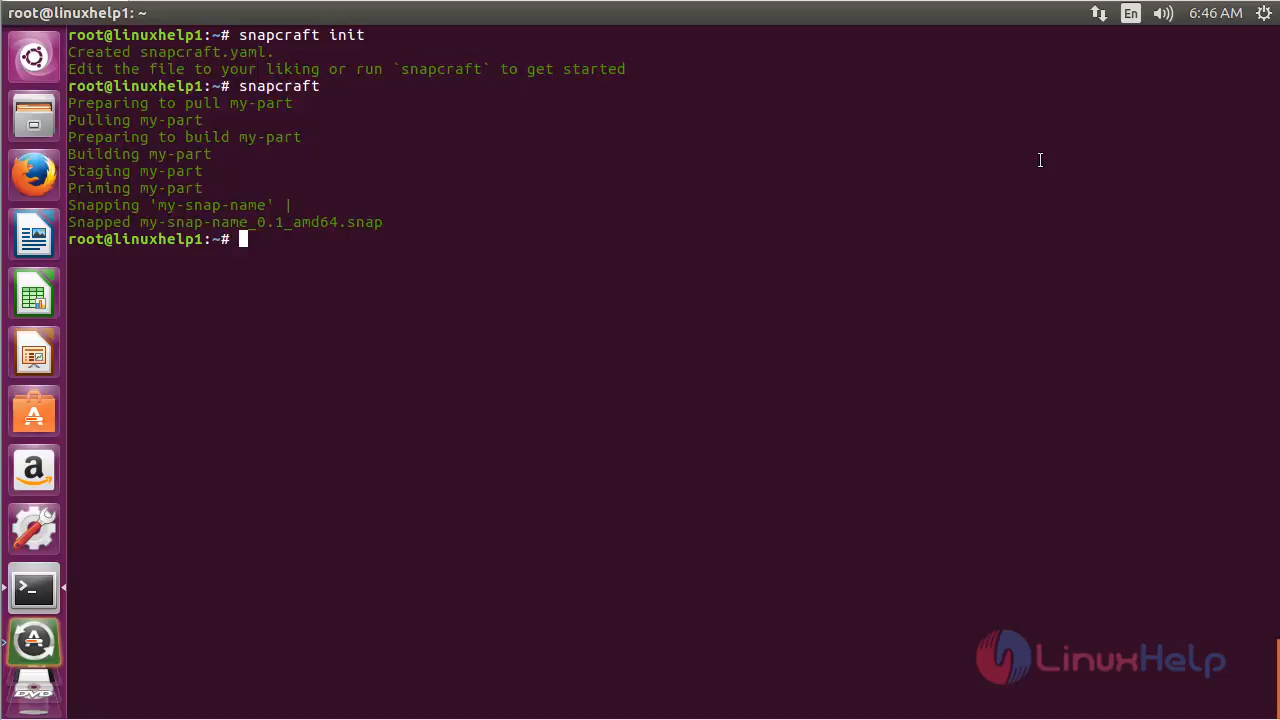 root@linuxhelp1: ~
En
6:46 AM
root@linuxhelp1:~# snapcraft init
Created snapcraft.yaml.
Edit the file to your liking or run `snapcraft` to get started
root@linuxhelp1:~# snapcraft
Preparing to pull my-part
Pulling my-part
Preparing to build my-part
Building my-part
Staging my-part
Priming my-part
Snapping 'my-snap-name' |
Snapped my-snap-name_0.1_amd64.snap
root@linuxhelp1:~#
>_
a
DVD
LinuxHelp